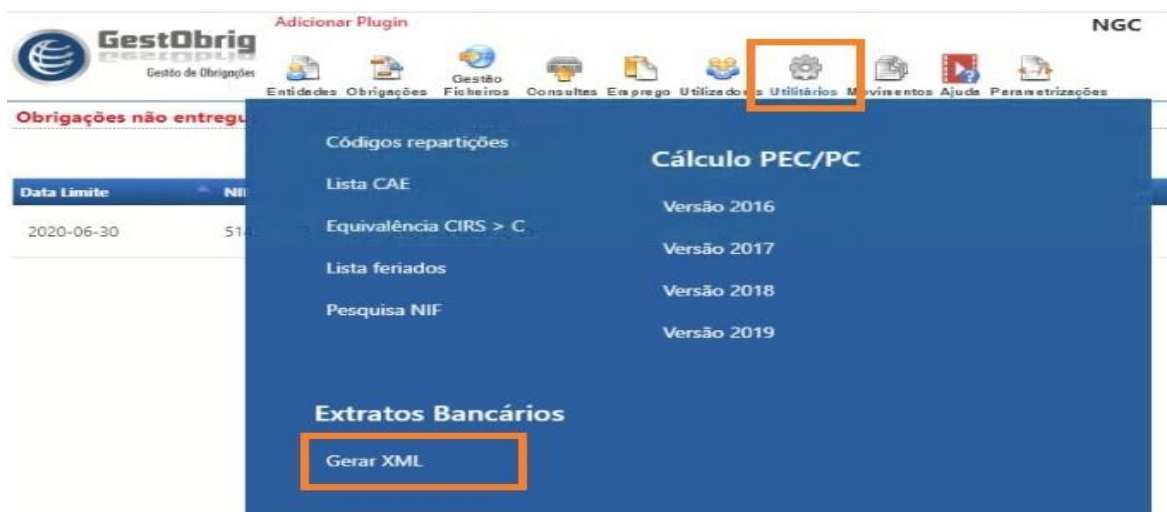 Adicionar Plugin
NGC
GestObrig
Gestão de Obrigações
Entidades Obrigações Gestão Ficheiros Consultas Emprego Utilizadores Utilitários Movimentos Ajuda Parametrizações
Obrigações não entregu
Data Limite NI
2020-06-30 51
Códigos repartições
Lista CAE
Equivalência CIRS > C
Lista feriados
Pesquisa NIF
Cálculo PEC/PC
Versão 2016
Versão 2017
Versão 2018
Versão 2019
Extratos Bancários
Gerar XML